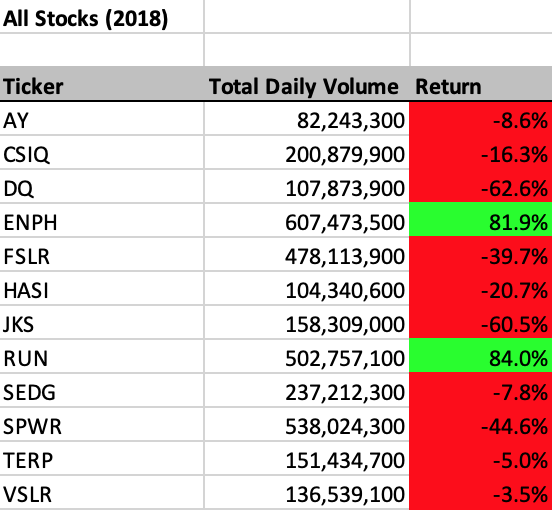 All Stocks (2018)
Ticker Total Daily Volume Return
AY 82,243,300 -8.6%
CSIQ 200,879,900 -16.3%
DQ 107,873,900 -62.6%
ENPH 607,473,500 81.9%
FSLR 478,113,900 -39.7%
HASI 104,340,600 -20.7%
JKS 158,309,000 -60.5%
RUN 502,757,100 84.0%
SEDG 237,212,300 -7.8%
SPWR 538,024,300 -44.6%
TERP 151,434,700 -5.0%
VSLR 136,539,100 -3.5%